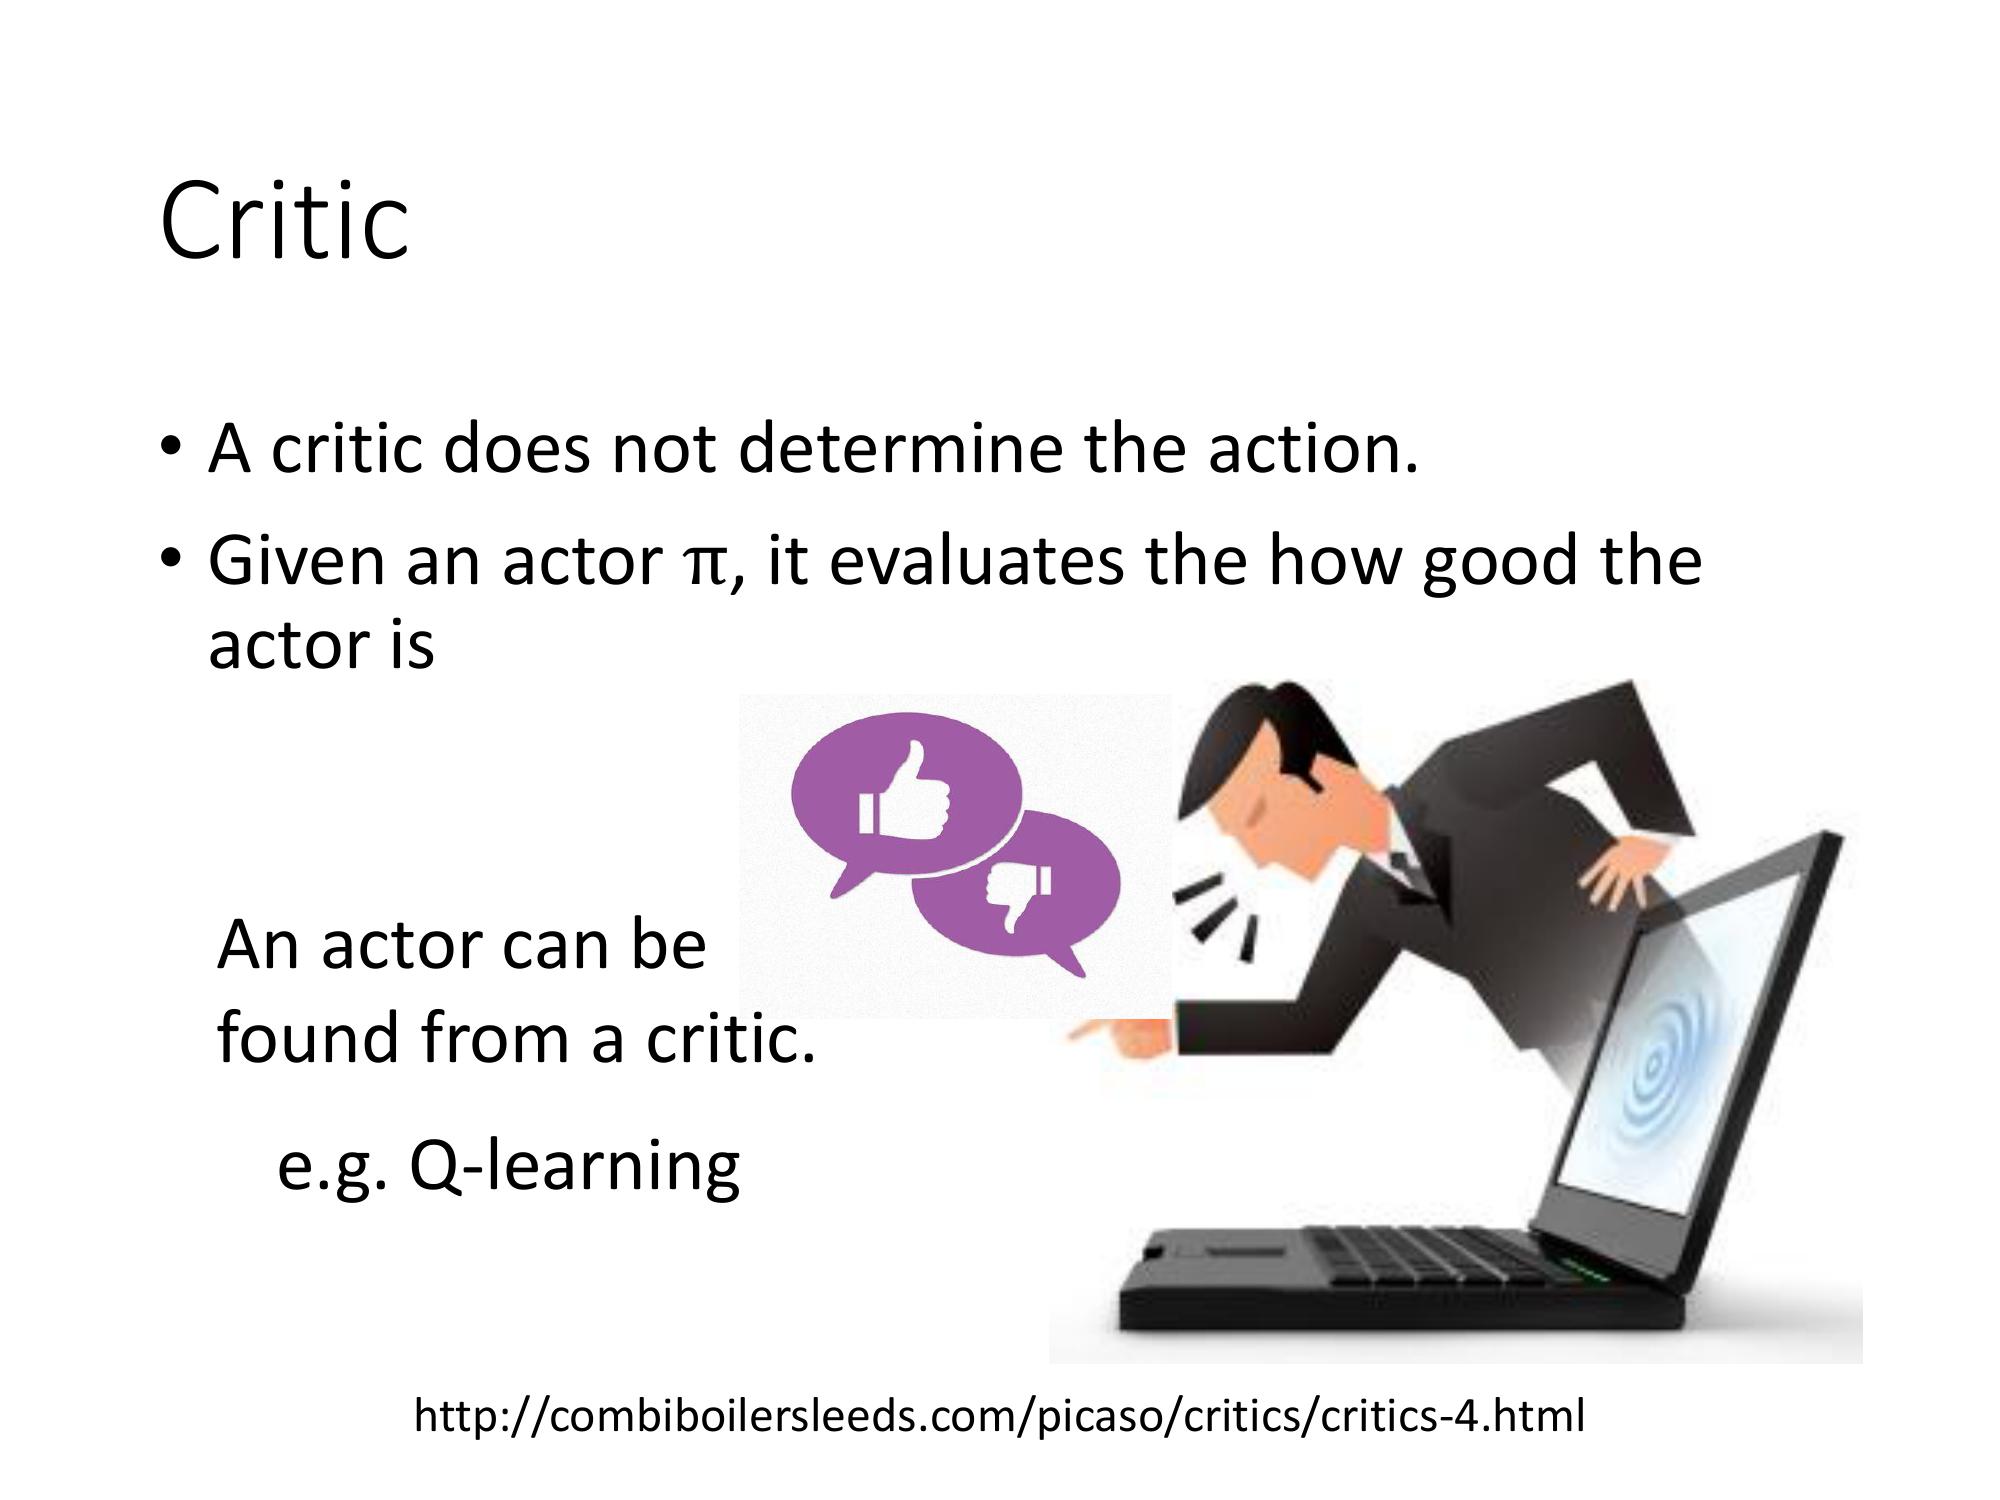 Critic
• A critic does not determine the action.
• Given an actor π, it evaluates the how good the
actor is
An actor can be
found from a critic.
e.g. Q-learning
http://combiboilersleeds.com/picaso/critics/critics-4.html